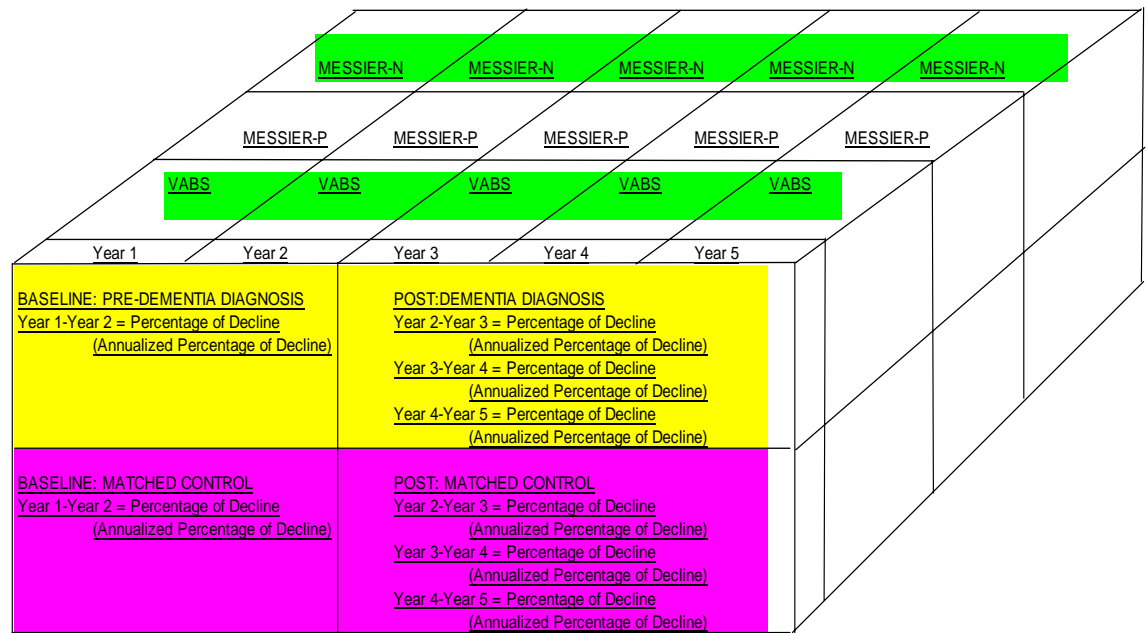 MESSIER-N MESSIER-N MESSIER-N MESSIER-N MESSIER-N
MESSIER-P MESSIER-P MESSIER-P MESSIER-P MESSIER-P
VABS VABS VABS VABS VABS
Year 1 Year 2 Year 3 Year 4 Year 5
BASELINE: PRE-DEMENTIA DIAGNOSIS
Year 1-Year 2 = Percentage of Decline
(Annualized Percentage of Decline)
POST:DEMENTIA DIAGNOSIS
Year 2-Year 3 = Percentage of Decline
(Annualized Percentage of Decline)
Year 3-Year 4 = Percentage of Decline
(Annualized Percentage of Decline)
Year 4-Year 5 = Percentage of Decline
(Annualized Percentage of Decline)
BASELINE: MATCHED CONTROL
Year 1-Year 2 = Percentage of Decline
(Annualized Percentage of Decline)
POST: MATCHED CONTROL
Year 2-Year 3 = Percentage of Decline
(Annualized Percentage of Decline)
Year 3-Year 4 = Percentage of Decline
(Annualized Percentage of Decline)
Year 4-Year 5 = Percentage of Decline
(Annualized Percentage of Decline)